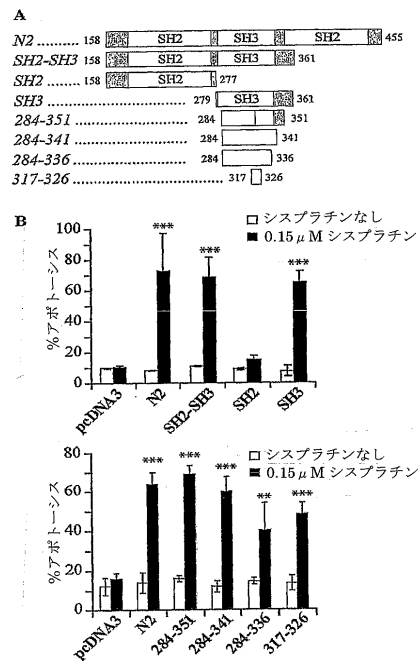 A
N2 .......... 158 SH2 SH3 SH2 455
SH2-SH3 .......... 158 SH2 SH3 361
SH2 .......... 158 SH2 277
SH3 .......... 279 SH3 361
284-351 .......... 284 351
284-341 .......... 284 341
284-336 .......... 284 336
317-326 .......... 317 326
B
シスプラチンなし
0.15μM シスプラチン
%アポトーシス
100
80
60
40
20
0
*** *** ***
pcDNA3 N2 SH2-SH3 SH2 SH3
シスプラチンなし
0.15μM シスプラチン
%アポトーシス
80
60
40
20
0
*** *** *** ** ***
pcDNA3 N2 284-351 284-341 284-336 317-326